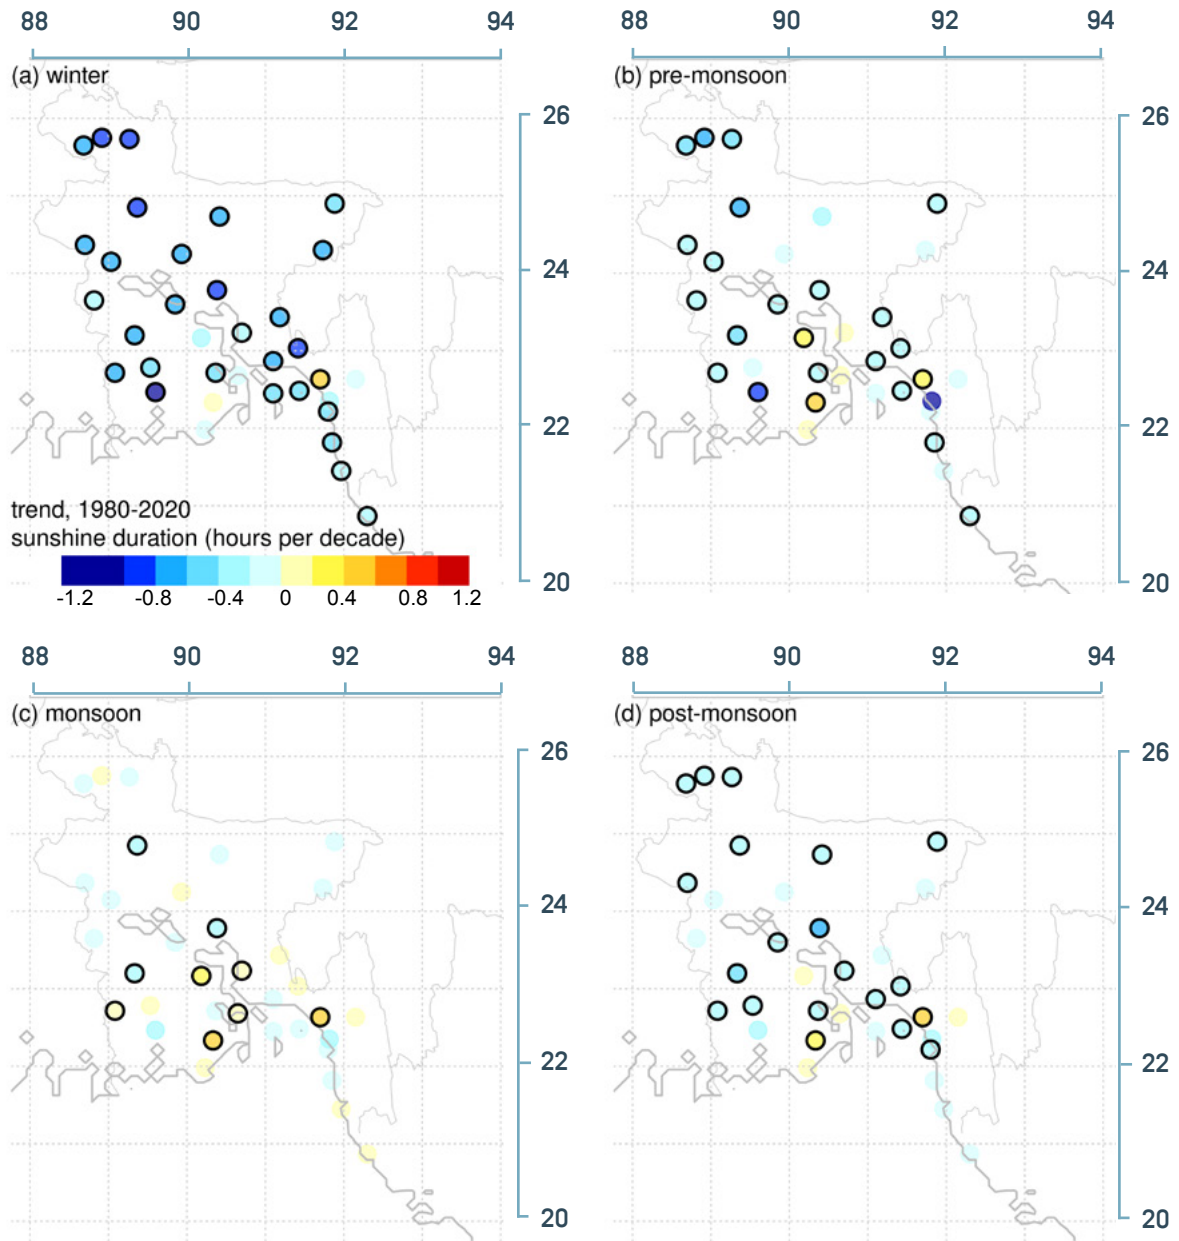 88 90 92 94 88 90 92 94
(a) winter (b) pre-monsoon
26 26
24 24
22 22
trend, 1980-2020
sunshine duration (hours per decade)
20 20
-1.2 -0.8 -0.4 0 0.4 0.8 1.2
88 90 92 94 88 90 92 94
(c) monsoon (d) post-monsoon
26 26
24 24
22 22
20 20